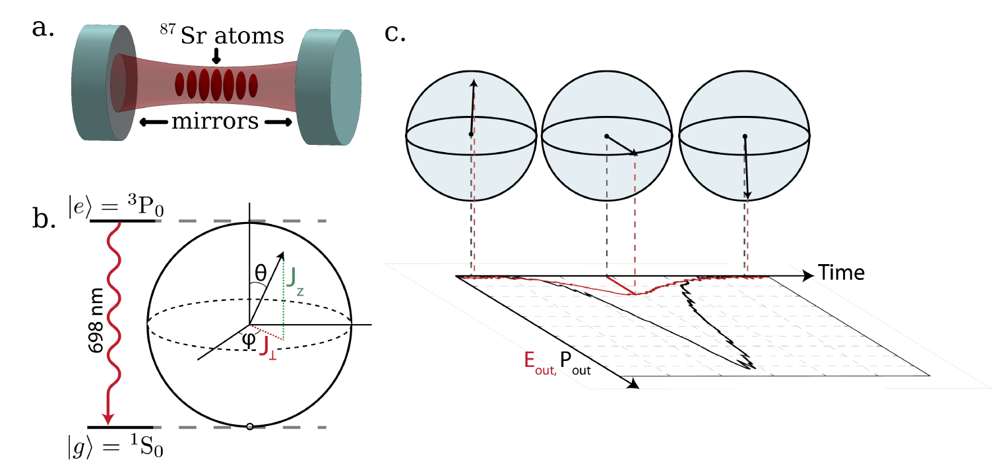 a.
⁸⁷Sr atoms
mirrors
b.
|e⟩ = ³P₀
698 nm
θ
J_z
φ
J_⊥
|g⟩ = ¹S₀
c.
Time
E_out, P_out